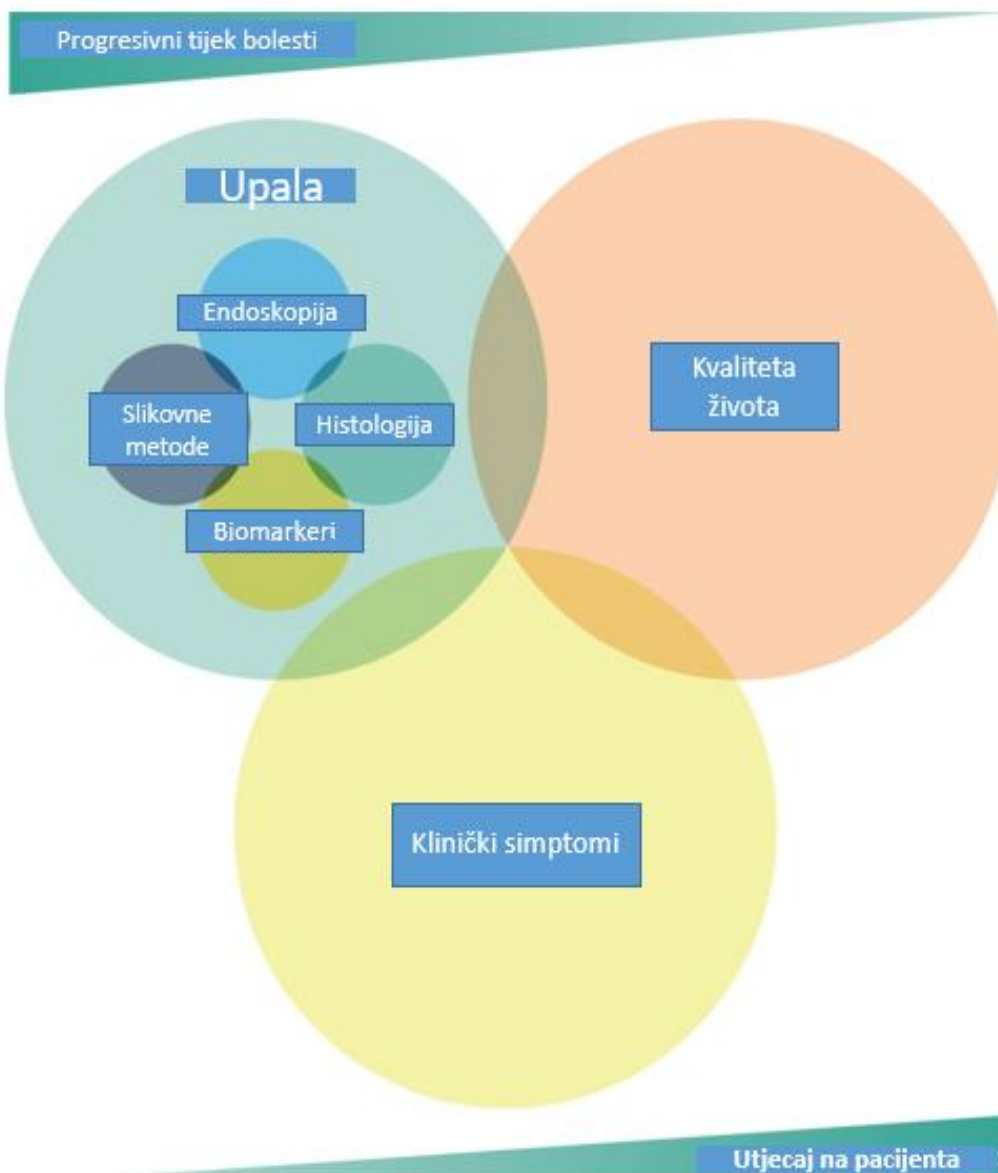 Progresivni tijek bolesti
Upala
Endoskopija
Slikovne
metode
Histologija
Biomarkeri
Kvaliteta
života
Klinički simptomi
Utjecaj na pacijenta